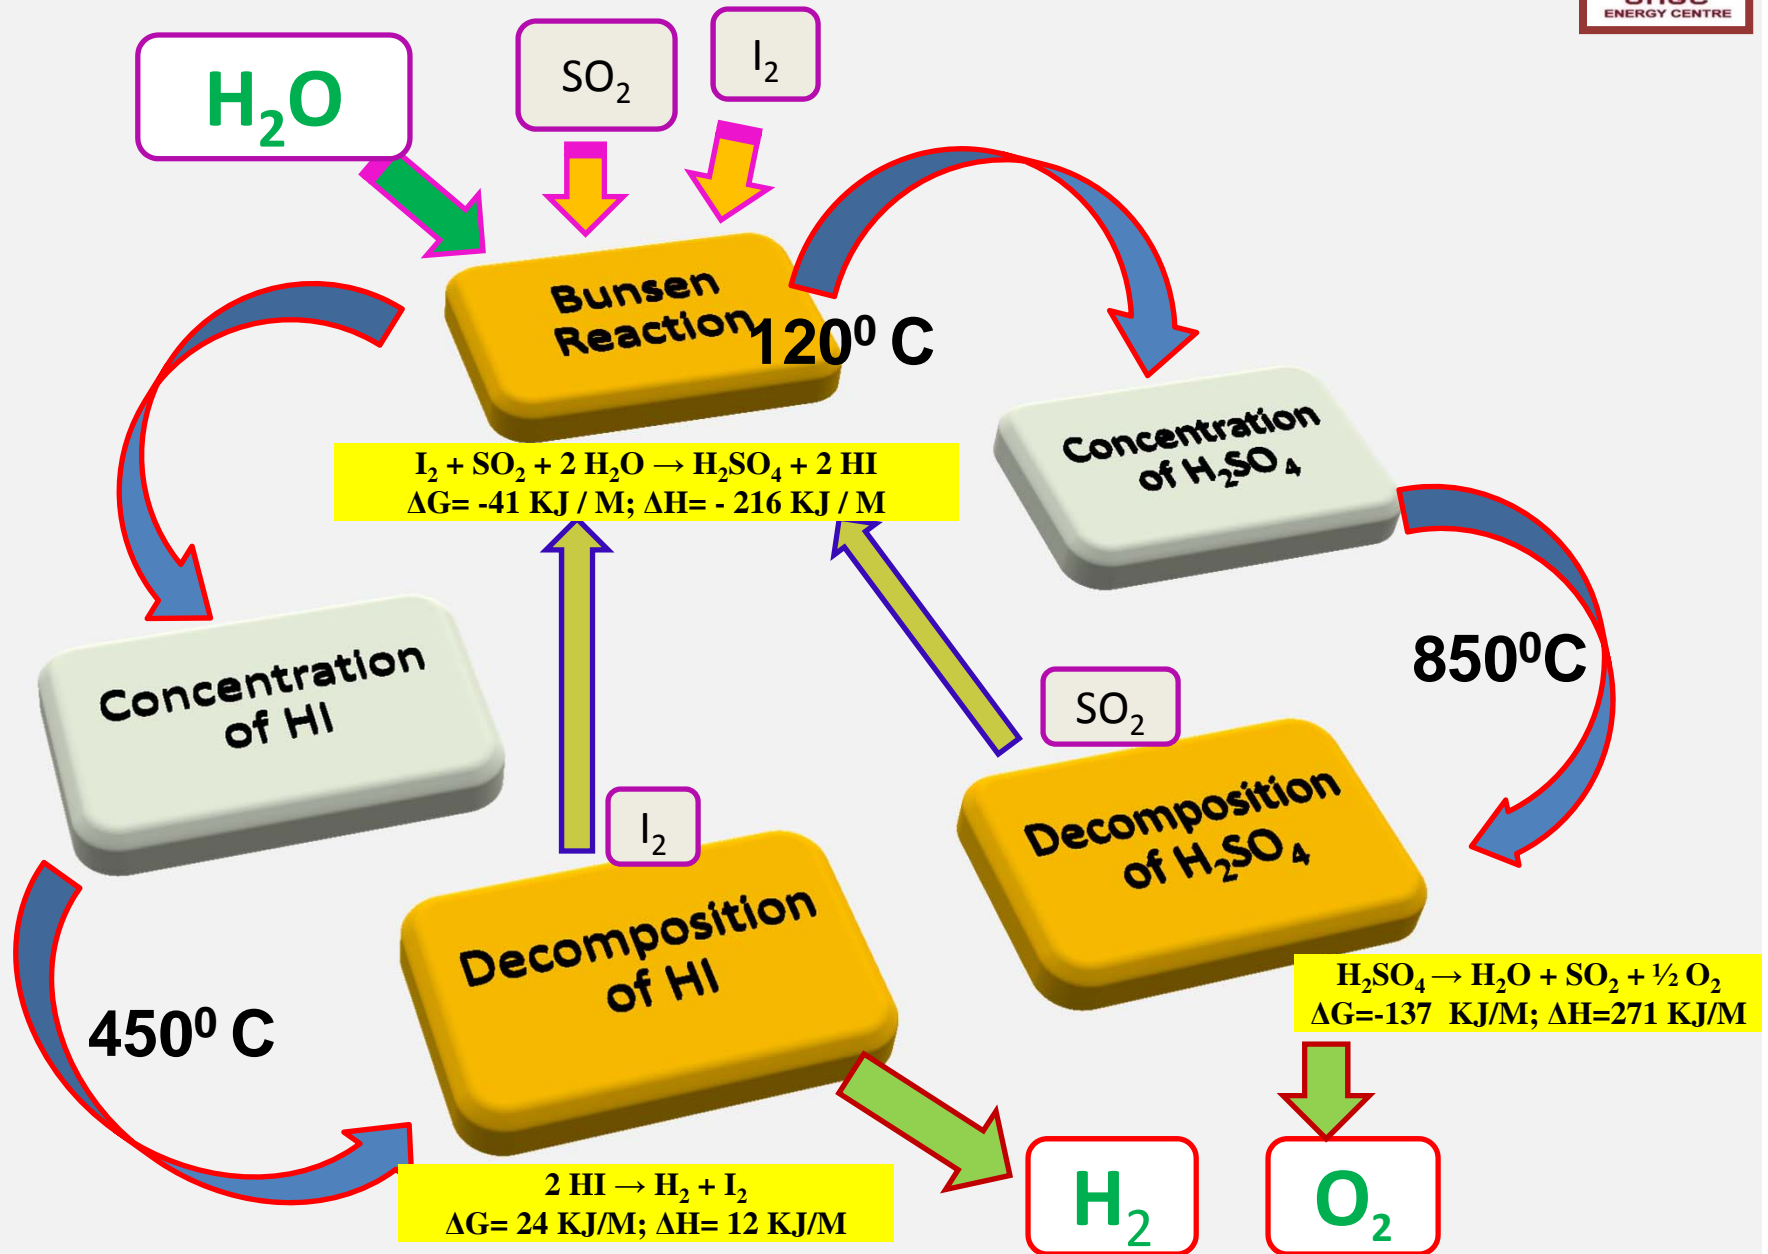 ENERGY CENTRE
H₂O
SO₂
I₂
Bunsen
Reaction
120⁰ C
I₂ + SO₂ + 2 H₂O → H₂SO₄ + 2 HI
ΔG= -41 KJ / M; ΔH= - 216 KJ / M
Concentration
of H₂SO₄
850⁰C
Concentration
of HI
SO₂
I₂
Decomposition
of H₂SO₄
H₂SO₄ → H₂O + SO₂ + ½ O₂
ΔG=-137 KJ/M; ΔH=271 KJ/M
Decomposition
of HI
450⁰ C
2 HI → H₂ + I₂
ΔG= 24 KJ/M; ΔH= 12 KJ/M
H₂
O₂